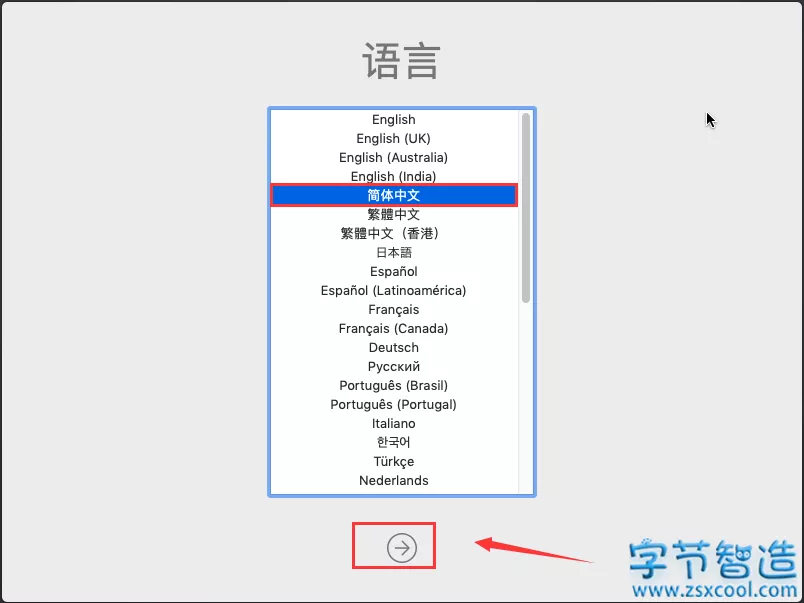 语言
English
English (UK)
English (Australia)
English (India)
简体中文
繁體中文
繁體中文（香港）
日本語
Español
Español (Latinoamérica)
Français
Français (Canada)
Deutsch
Русский
Português (Brasil)
Português (Portugal)
Italiano
한국어
Türkçe
Nederlands
字节智造
www.zsxcool.com